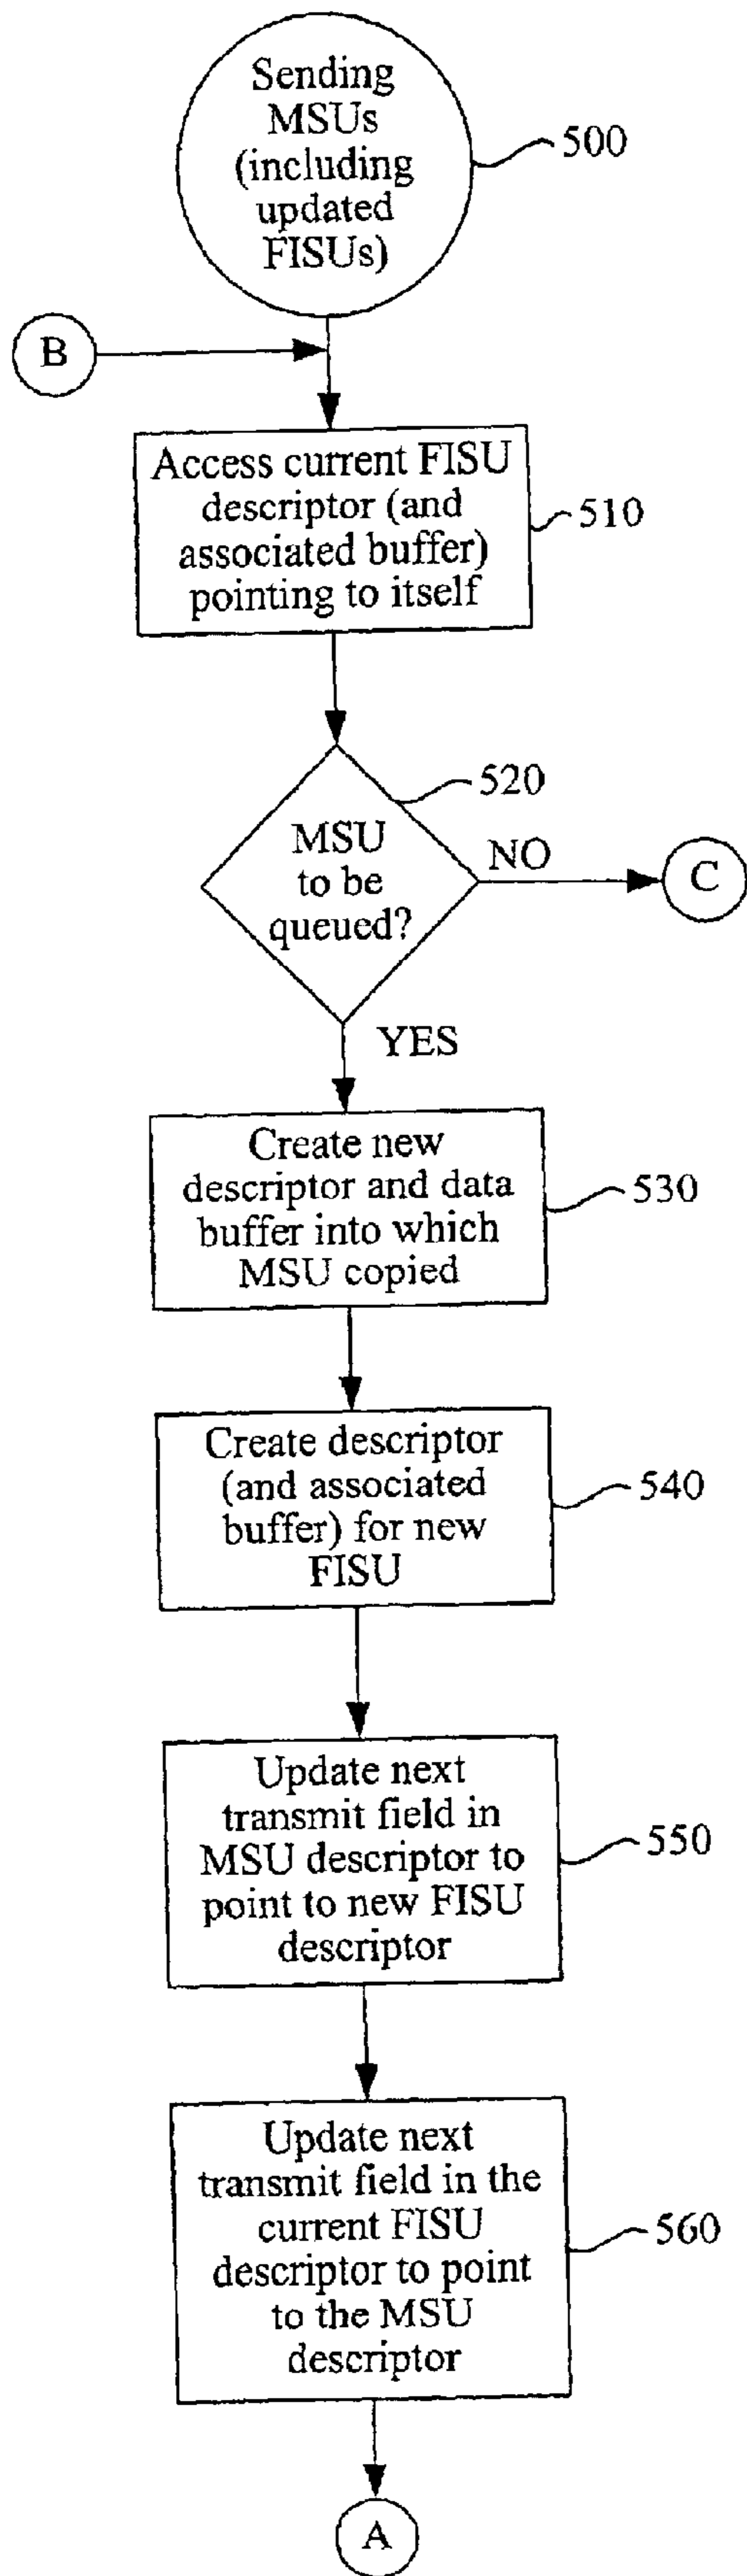 Sending
MSUs
(including
updated
FISUs)
500
B
Access current FISU
descriptor (and
associated buffer)
pointing to itself
510
520
MSU
to be
queued?
NO
C
YES
Create new
descriptor and data
buffer into which
MSU copied
530
Create descriptor
(and associated
buffer) for new
FISU
540
Update next
transmit field in
MSU descriptor to
point to new FISU
descriptor
550
Update next
transmit field in the
current FISU
descriptor to point
to the MSU
descriptor
560
A